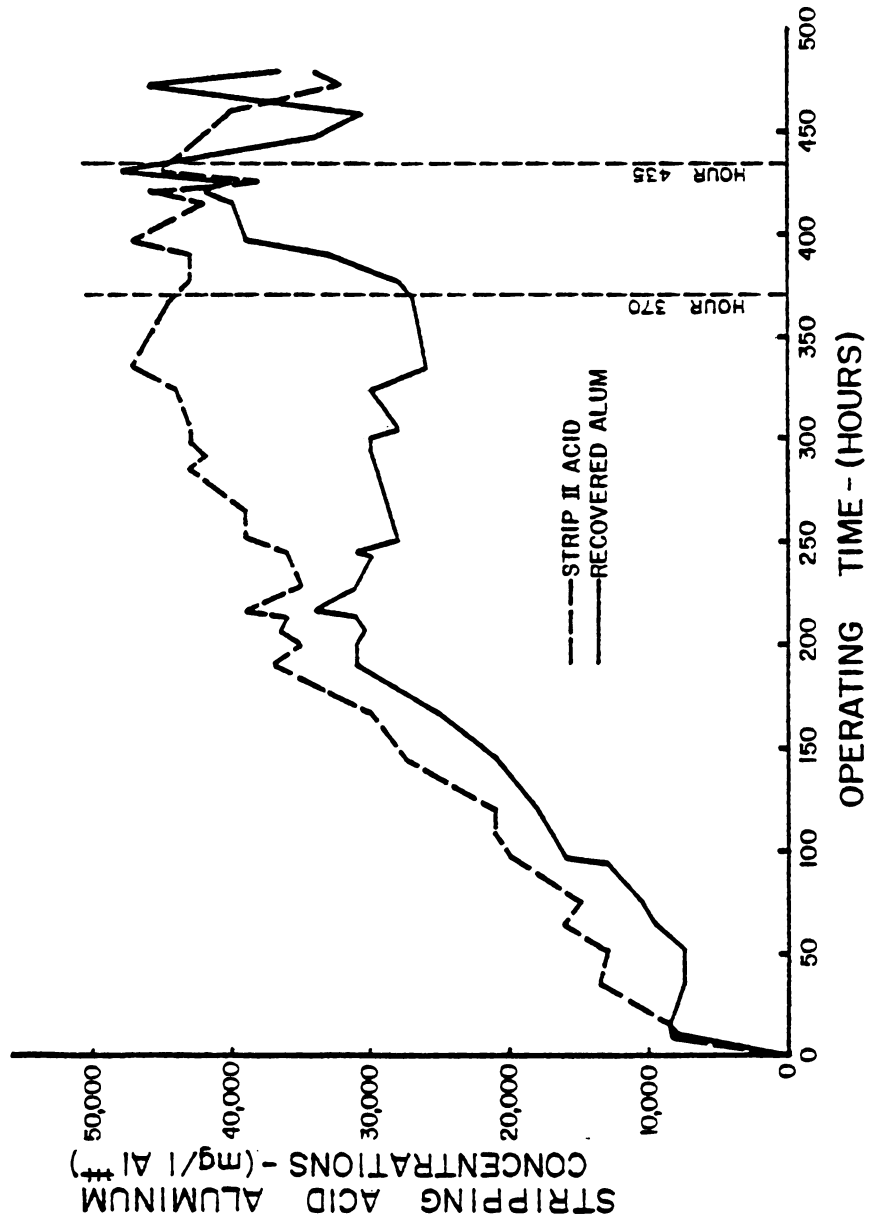 STRIPPING ACID ALUMINUM
CONCENTRATIONS - (mg/l Al⁺⁺⁺)
50,000
40,000
30,000
20,000
10,000
0
0
50
100
150
200
250
300
350
400
450
500
OPERATING TIME - (HOURS)
STRIP II ACID
RECOVERED ALUM
HOUR 370
HOUR 435